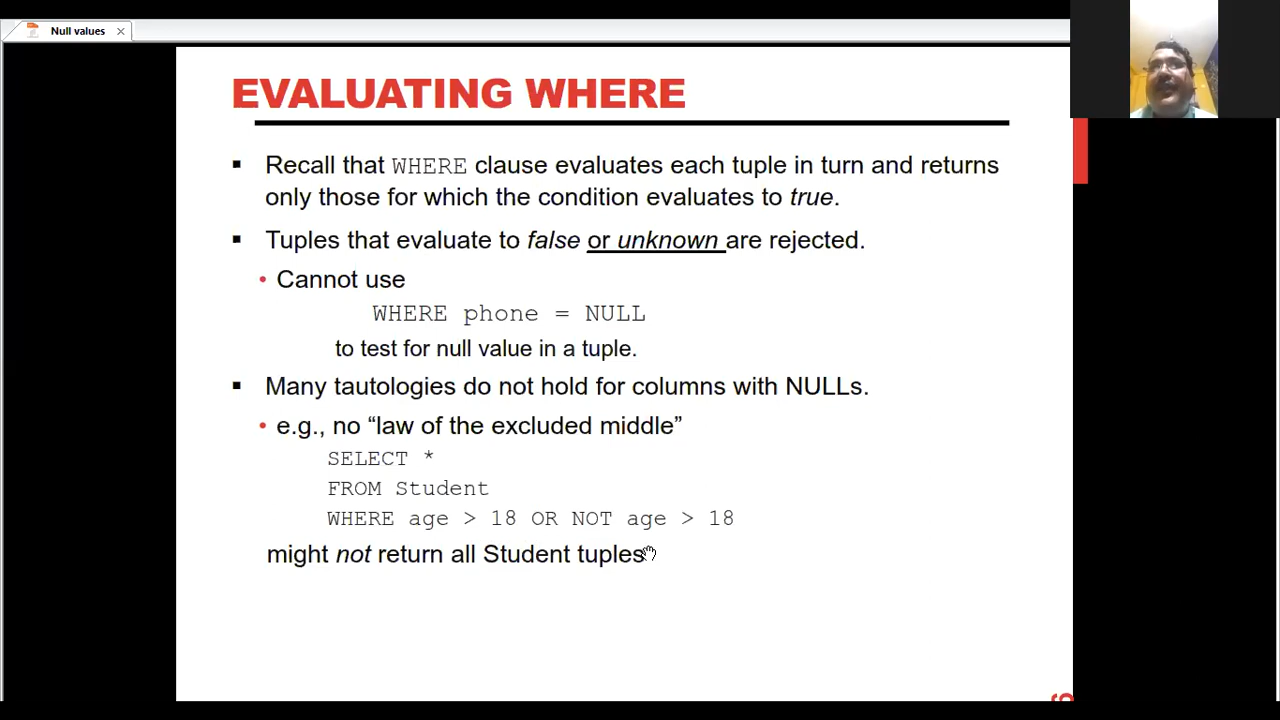 Null values
EVALUATING WHERE
▪ Recall that WHERE clause evaluates each tuple in turn and returns
only those for which the condition evaluates to true.
▪ Tuples that evaluate to false or unknown are rejected.
• Cannot use
WHERE phone = NULL
to test for null value in a tuple.
▪ Many tautologies do not hold for columns with NULLs.
• e.g., no “law of the excluded middle”
SELECT *
FROM Student
WHERE age > 18 OR NOT age > 18
might not return all Student tuples